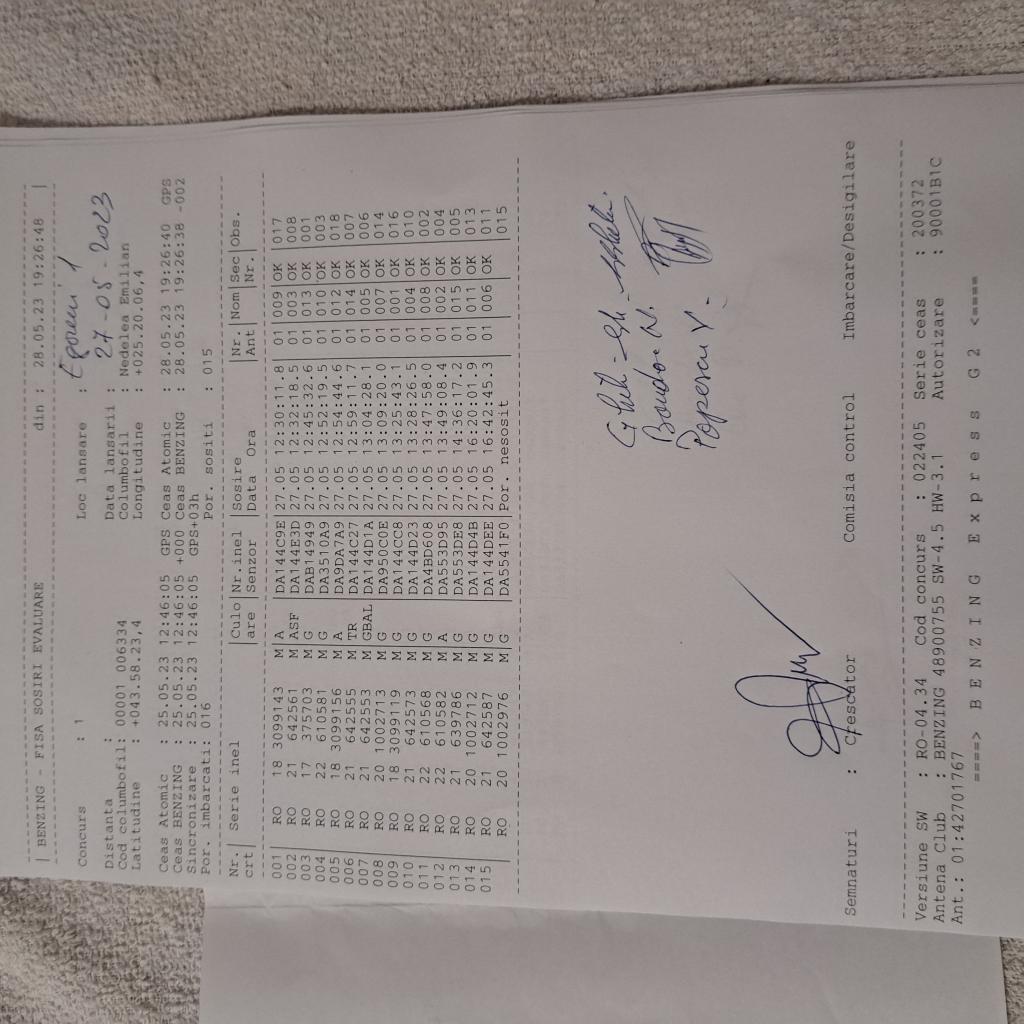 | BENZING - FISA SOSIRI EVALUARE din : 28.05.23 19:26:48 |
Concurs : 1 Loc lansare : 1
Distanta : Data lansarii : 27-05-2023
Cod columbofil: 00001 006334 Columbofil : Nedelea Emilian
Latitudine : +043.58.23,4 Longitudine : +025.20.06,4
Ceas Atomic : 25.05.23 12:46:05 GPS Ceas Atomic : 28.05.23 19:26:40 GPS
Ceas BENZING : 25.05.23 12:46:05 +000 Ceas BENZING : 28.05.23 19:26:38 -002
Sincronizare : 25.05.23 12:46:05 GPS+03h
Por. imbarcati: 016 Por. sositi : 015
Nr. | Serie inel |Culo|Nr.inel |Sosire |Nr. |Nom|Sec|Obs.
crt| |are |Senzor |Data Ora |Ant | |Nr.|
001 RO 18 3099143 M|A |DA144C9E|27.05 12:30:11.8|01 |009|OK |017
002 RO 21 642561 M|ASF |DA144E3D|27.05 12:32:18.5|01 |003|OK |008
003 RO 17 375703 M|G |DAB14949|27.05 12:45:32.6|01 |013|OK |001
004 RO 22 610581 M|G |DA3510A9|27.05 12:52:19.5|01 |010|OK |003
005 RO 18 3099156 M|A |DA9DA7A9|27.05 12:54:44.6|01 |012|OK |018
006 RO 21 642555 M|TR |DA144C27|27.05 12:59:11.7|01 |014|OK |007
007 RO 21 642553 M|GBAL|DA144D1A|27.05 13:04:28.1|01 |005|OK |006
008 RO 20 1002713 M|G |DA950C0E|27.05 13:09:20.0|01 |007|OK |014
009 RO 18 3099119 M|G |DA144CC8|27.05 13:25:43.1|01 |001|OK |016
010 RO 21 642573 M|G |DA144D23|27.05 13:28:26.5|01 |004|OK |010
011 RO 22 610568 M|G |DA4BD608|27.05 13:47:58.0|01 |008|OK |002
012 RO 22 610582 M|A |DA553D95|27.05 13:49:08.4|01 |002|OK |004
013 RO 21 639786 M|G |DA553DE8|27.05 14:36:17.2|01 |015|OK |005
014 RO 20 1002712 M|G |DA144D4B|27.05 16:20:01.9|01 |011|OK |013
015 RO 21 642587 M|G |DA144DEE|27.05 16:42:45.3|01 |006|OK |011
RO 20 1002976 M|G |DA5541F0|Por. nesosit |015
Popescu V.
Semnaturi : Crescator Comisia control Imbarcare/Desigilare
Versiune SW : RO-04.34 Cod concurs : 022405 Serie ceas : 200372
Antena Club : BENZING 48900755 SW-4.5 HW-3.1 Autorizare : 90001B1C
Ant.: 01:42701767
====> B E N Z I N G E x p r e s s G 2 <====